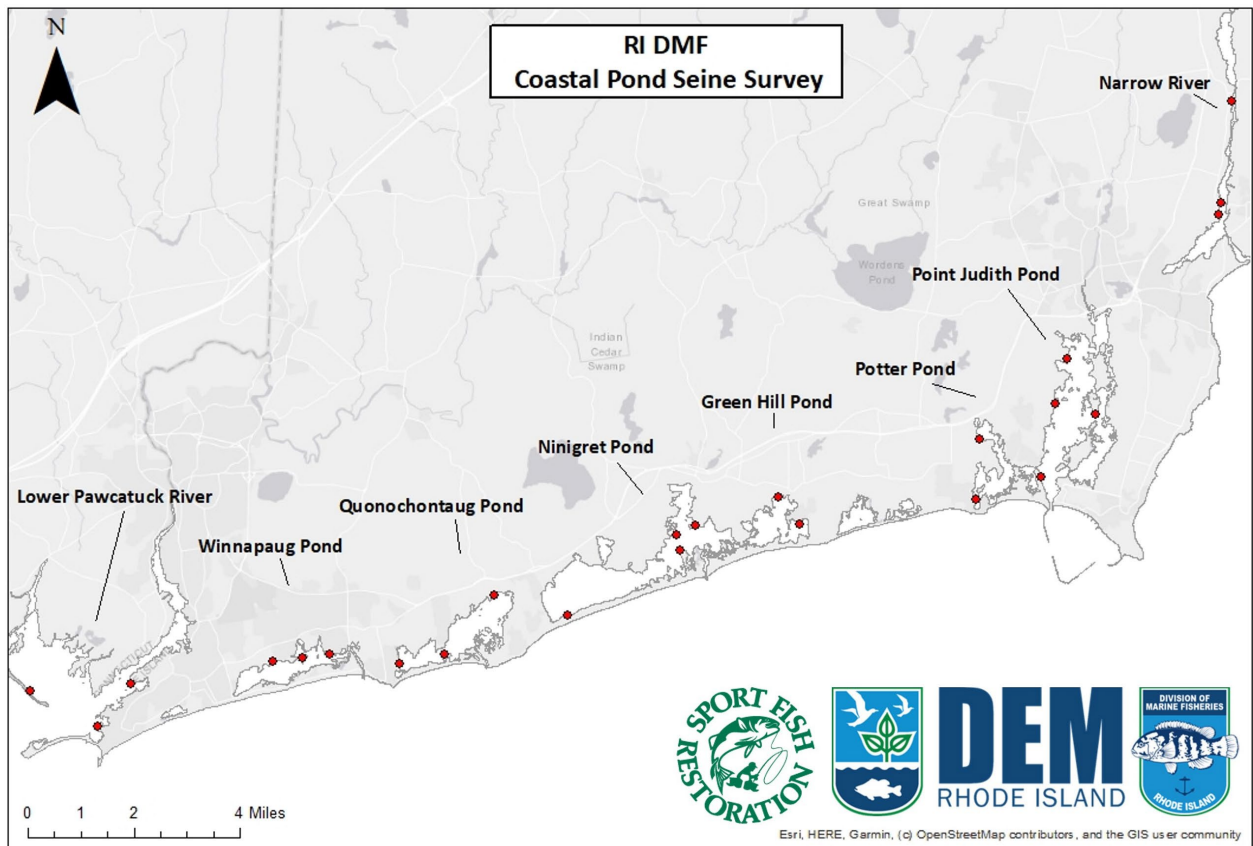 N
RI DMF
Coastal Pond Seine Survey
Narrow River
Great Swamp
Wordens
Pond
Point Judith Pond
Indian
Cedar
Swamp
Potter Pond
Green Hill Pond
Ninigret Pond
Quonochontaug Pond
Lower Pawcatuck River
Winnapaug Pond
SPORT FISH
RESTORATION
DEM
RHODE ISLAND
DIVISION OF
MARINE FISHERIES
RHODE ISLAND
0 1 2 4 Miles
Esri, HERE, Garmin, (c) OpenStreetMap contributors, and the GIS user community